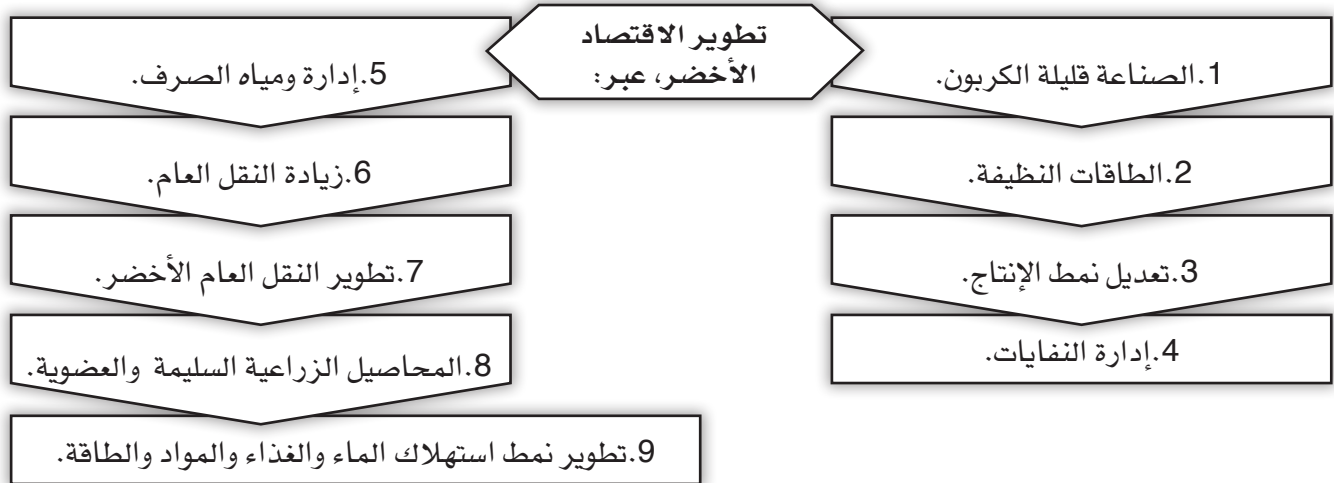 تطوير الاقتصاد
الأخضر، عبر:
1.الصناعة قليلة الكربون.
2.الطاقات النظيفة.
3.تعديل نمط الإنتاج.
4.إدارة النفايات.
5.إدارة ومياه الصرف.
6.زيادة النقل العام.
7.تطوير النقل العام الأخضر.
8.المحاصيل الزراعية السليمة والعضوية.
9.تطوير نمط استهلاك الماء والغذاء والمواد والطاقة.